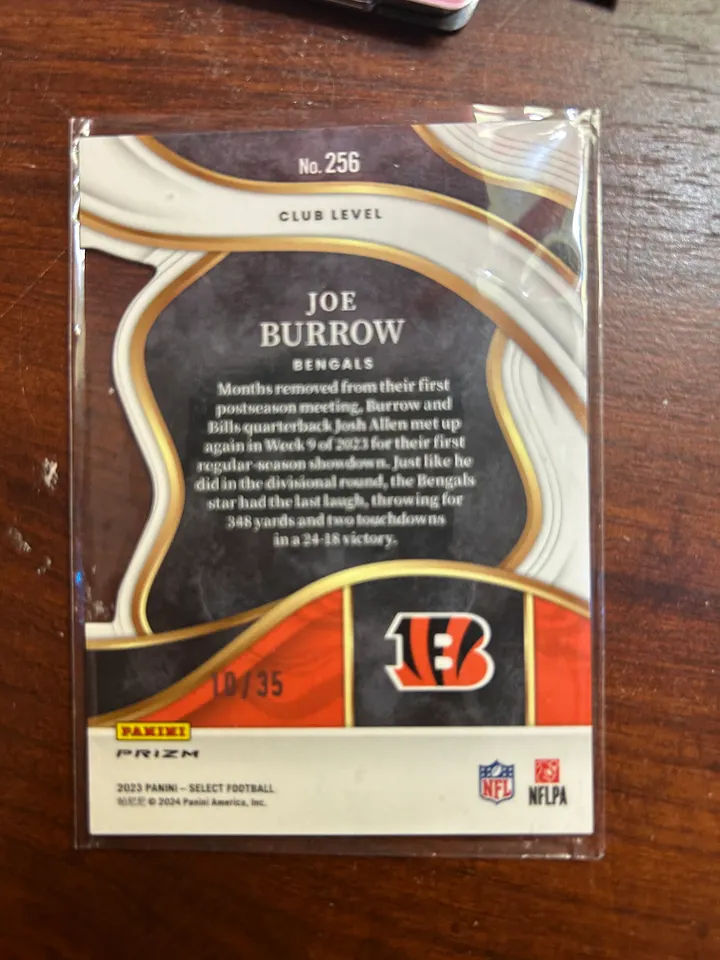 No. 256
CLUB LEVEL
JOE
BURROW
BENGALS
Months removed from their first
postseason meeting, Burrow and
Bills quarterback Josh Allen met up
again in Week 9 of 2023 for their first
regular-season showdown. Just like he
did in the divisional round, the Bengals
star had the last laugh, throwing for
348 yards and two touchdowns
in a 24-18 victory.
B
10/35
PANINI
PRIZM
2023 PANINI – SELECT FOOTBALL
帕尼尼 © 2024 Panini America, Inc.
NFL
NFLPA